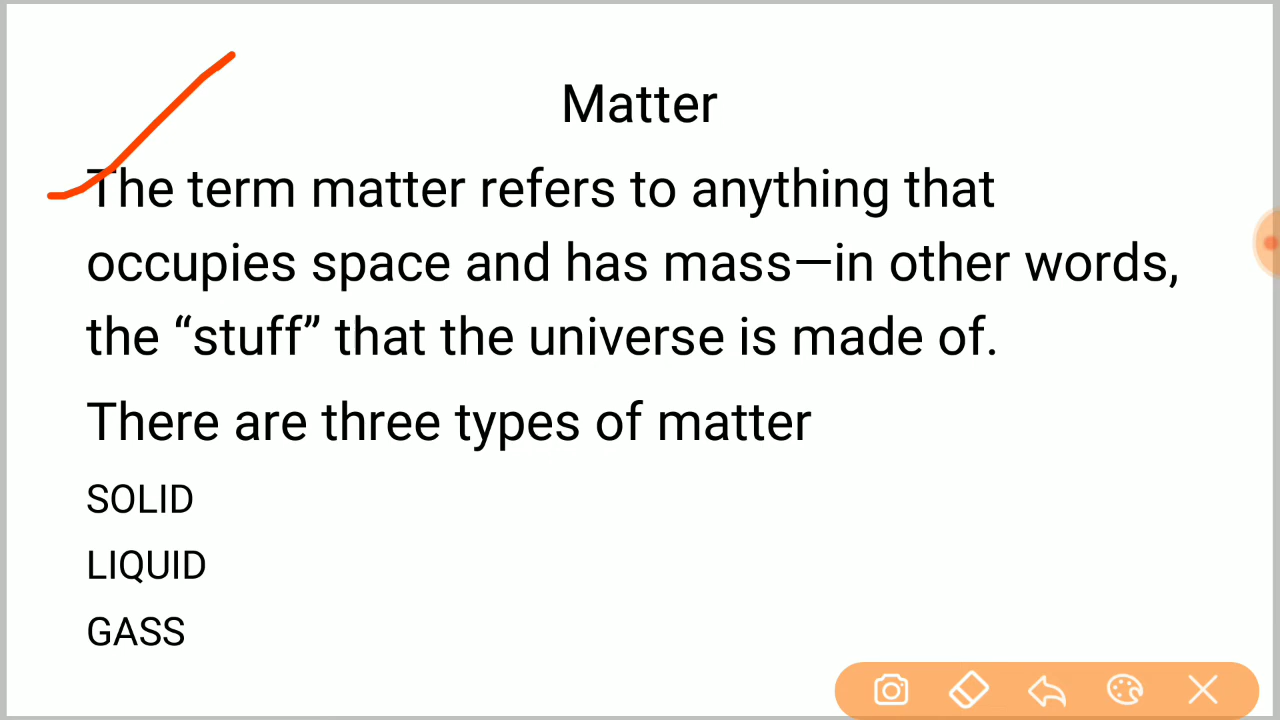 Matter
The term matter refers to anything that
occupies space and has mass—in other words,
the “stuff” that the universe is made of.
There are three types of matter
SOLID
LIQUID
GASS